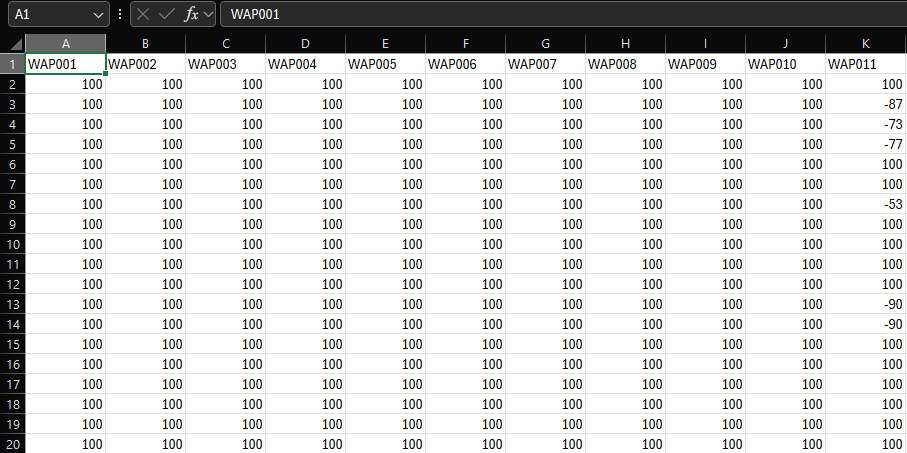 A1 fx WAP001
A B C D E F G H I J K
1 WAP001 WAP002 WAP003 WAP004 WAP005 WAP006 WAP007 WAP008 WAP009 WAP010 WAP011
2 100 100 100 100 100 100 100 100 100 100 100
3 100 100 100 100 100 100 100 100 100 100 -87
4 100 100 100 100 100 100 100 100 100 100 -73
5 100 100 100 100 100 100 100 100 100 100 -77
6 100 100 100 100 100 100 100 100 100 100 100
7 100 100 100 100 100 100 100 100 100 100 100
8 100 100 100 100 100 100 100 100 100 100 -53
9 100 100 100 100 100 100 100 100 100 100 100
10 100 100 100 100 100 100 100 100 100 100 100
11 100 100 100 100 100 100 100 100 100 100 100
12 100 100 100 100 100 100 100 100 100 100 100
13 100 100 100 100 100 100 100 100 100 100 -90
14 100 100 100 100 100 100 100 100 100 100 -90
15 100 100 100 100 100 100 100 100 100 100 100
16 100 100 100 100 100 100 100 100 100 100 100
17 100 100 100 100 100 100 100 100 100 100 100
18 100 100 100 100 100 100 100 100 100 100 100
19 100 100 100 100 100 100 100 100 100 100 100
20 100 100 100 100 100 100 100 100 100 100 100